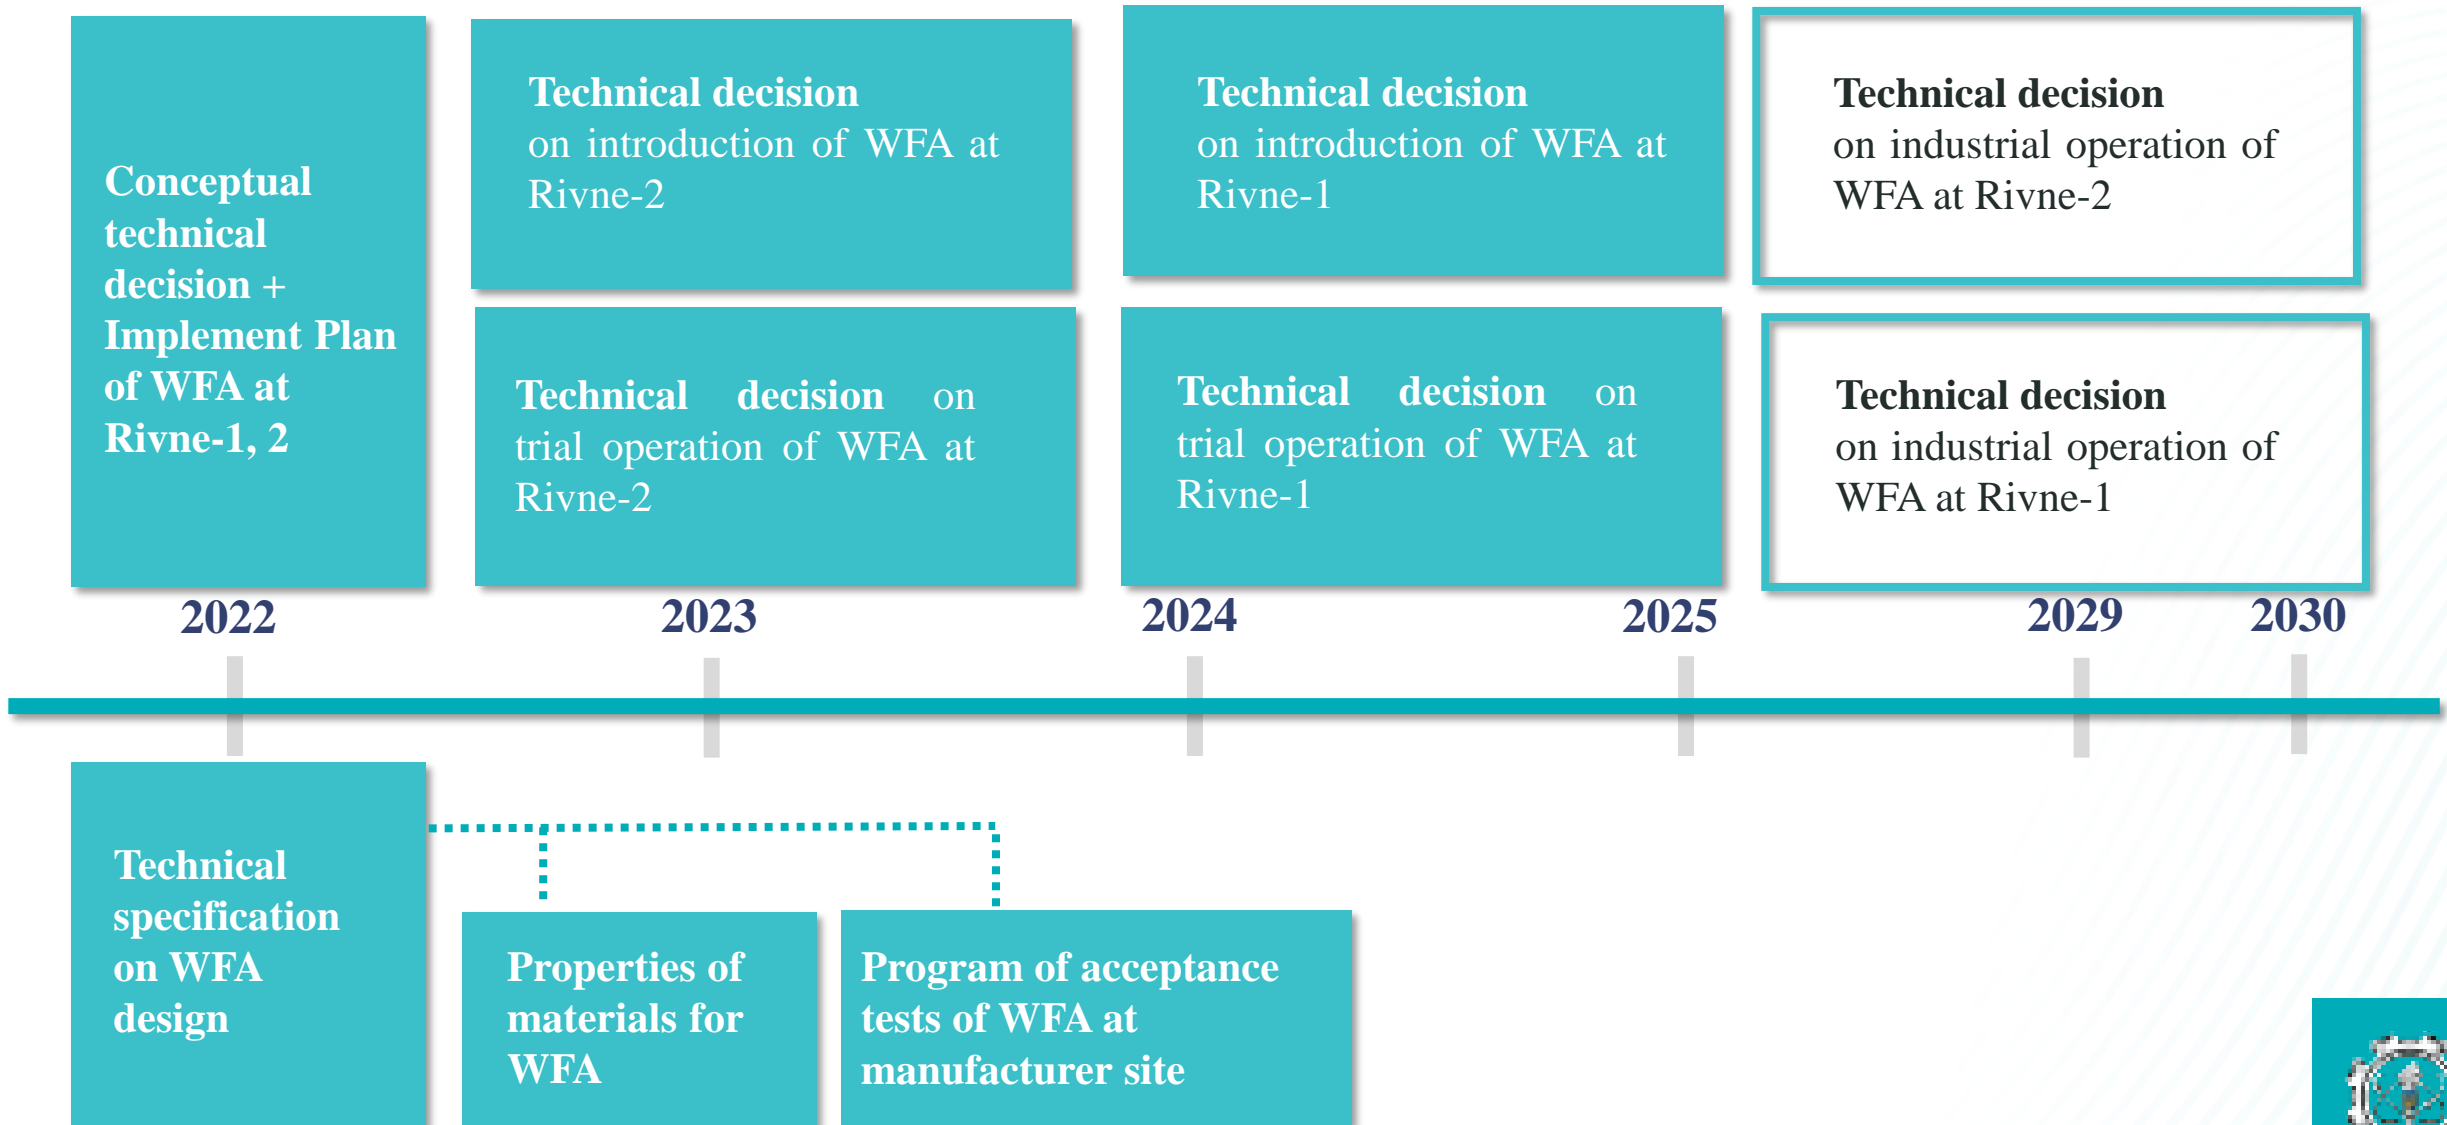 Conceptual
technical
decision +
Implement Plan
of WFA at
Rivne-1, 2
Technical decision
on introduction of WFA at
Rivne-2
Technical decision on
trial operation of WFA at
Rivne-2
Technical decision
on introduction of WFA at
Rivne-1
Technical decision on
trial operation of WFA at
Rivne-1
Technical decision
on industrial operation of
WFA at Rivne-2
Technical decision
on industrial operation of
WFA at Rivne-1
2022
2023
2024
2025
2029
2030
Technical
specification
on WFA
design
Properties of
materials for
WFA
Program of acceptance
tests of WFA at
manufacturer site